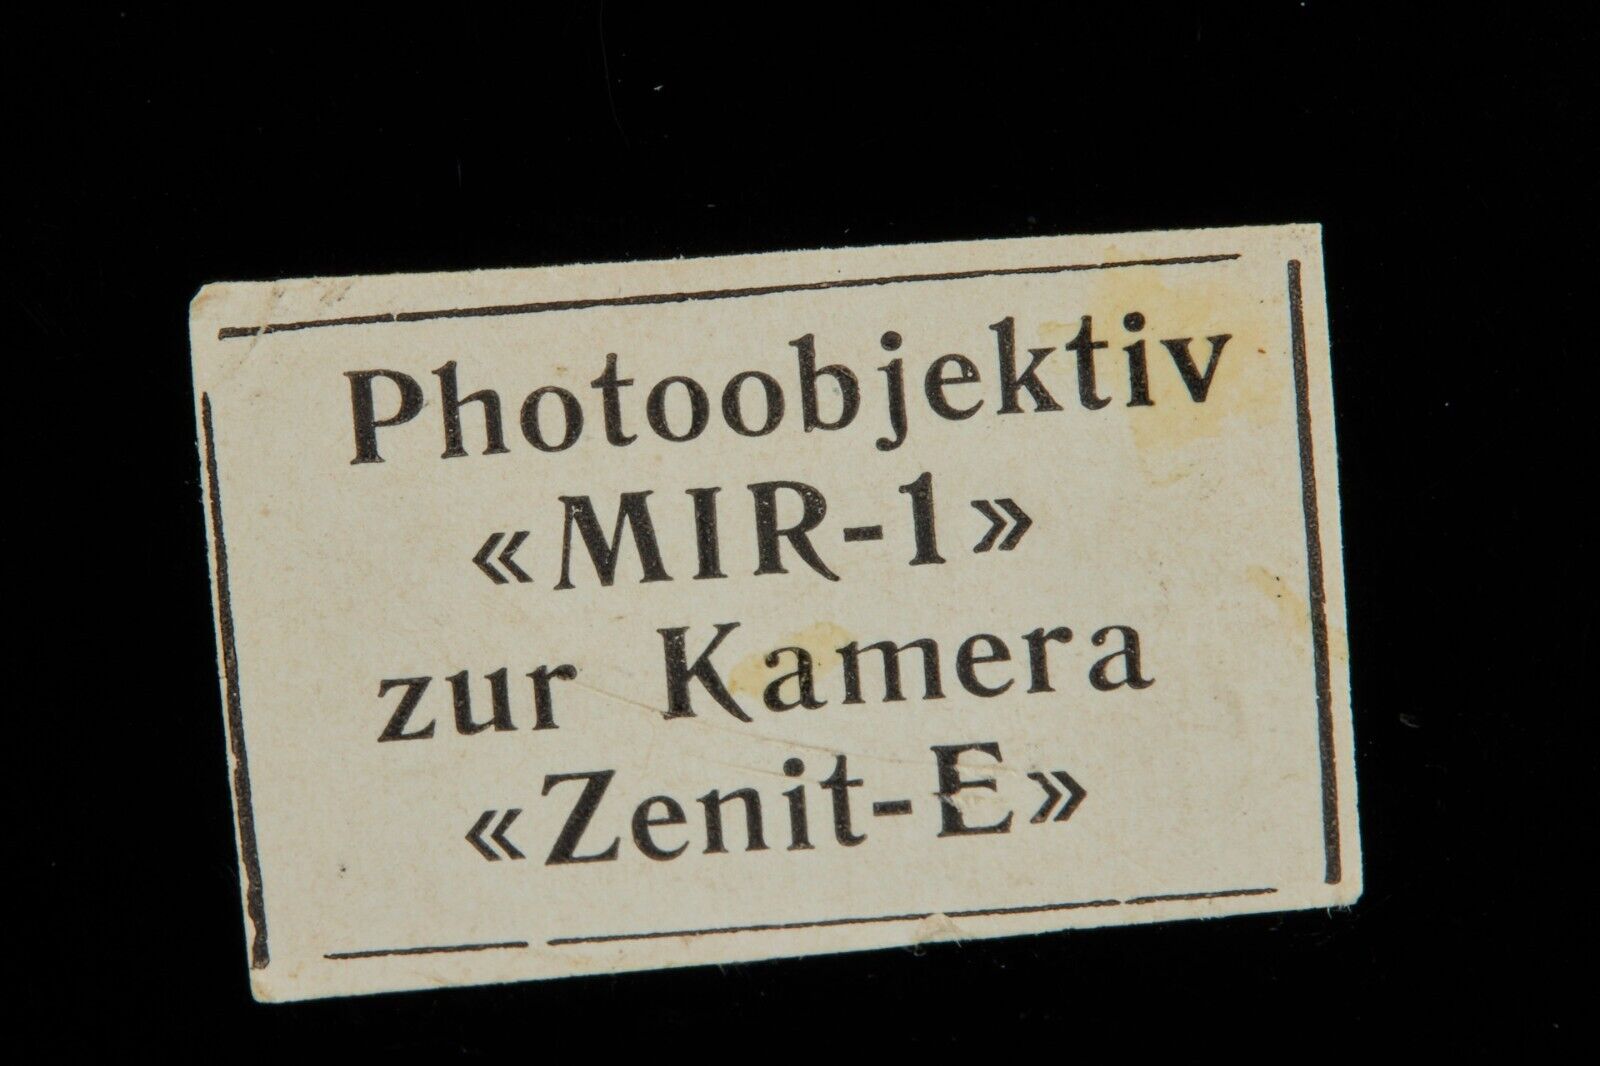 Photoobjektiv
«MIR-1»
zur Kamera
«Zenit-E»